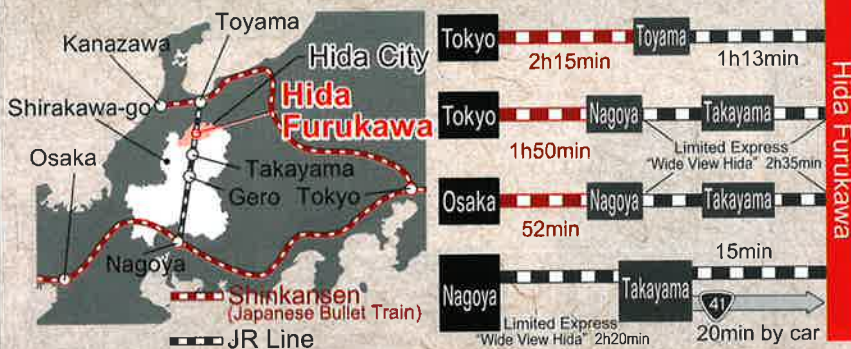 Kanazawa
Toyama
Hida City
Shirakawa-go
Hida
Furukawa
Osaka
Takayama
Gero
Tokyo
Nagoya
Shinkansen
(Japanese Bullet Train)
JR Line
Tokyo
2h15min
Toyama
1h13min
Tokyo
1h50min
Nagoya
Takayama
Limited Express
"Wide View Hida" 2h35min
Osaka
52min
Nagoya
Takayama
Nagoya
Limited Express
"Wide View Hida" 2h20min
Takayama
15min
41
20min by car
Hida Furukawa